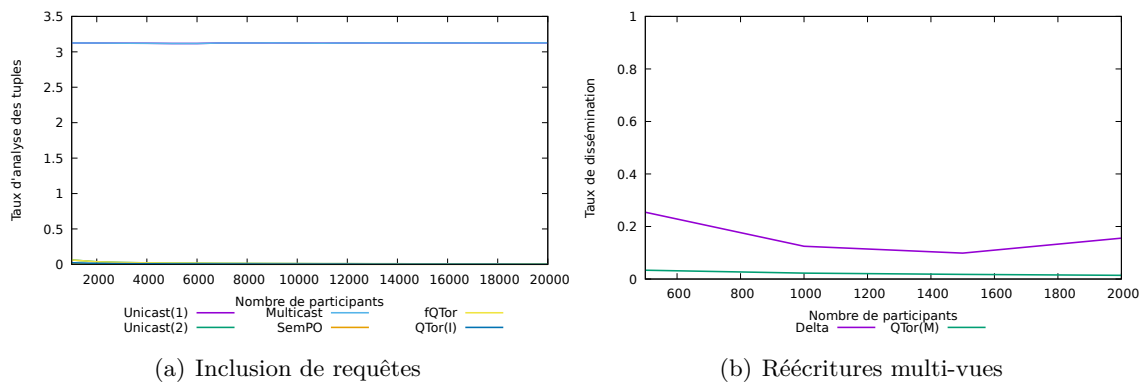 3.5
3
2.5
2
1.5
1
0.5
0
Taux d'analyse des tuples
2000 4000 6000 8000 10000 12000 14000 16000 18000 20000
Nombre de participants
Unicast(1) Multicast fQTor
Unicast(2) SemPO QTor(I)
(a) Inclusion de requêtes
1
0.8
0.6
0.4
0.2
0
Taux de dissémination
600 800 1000 1200 1400 1600 1800 2000
Nombre de participants
Delta QTor(M)
(b) Réécritures multi-vues